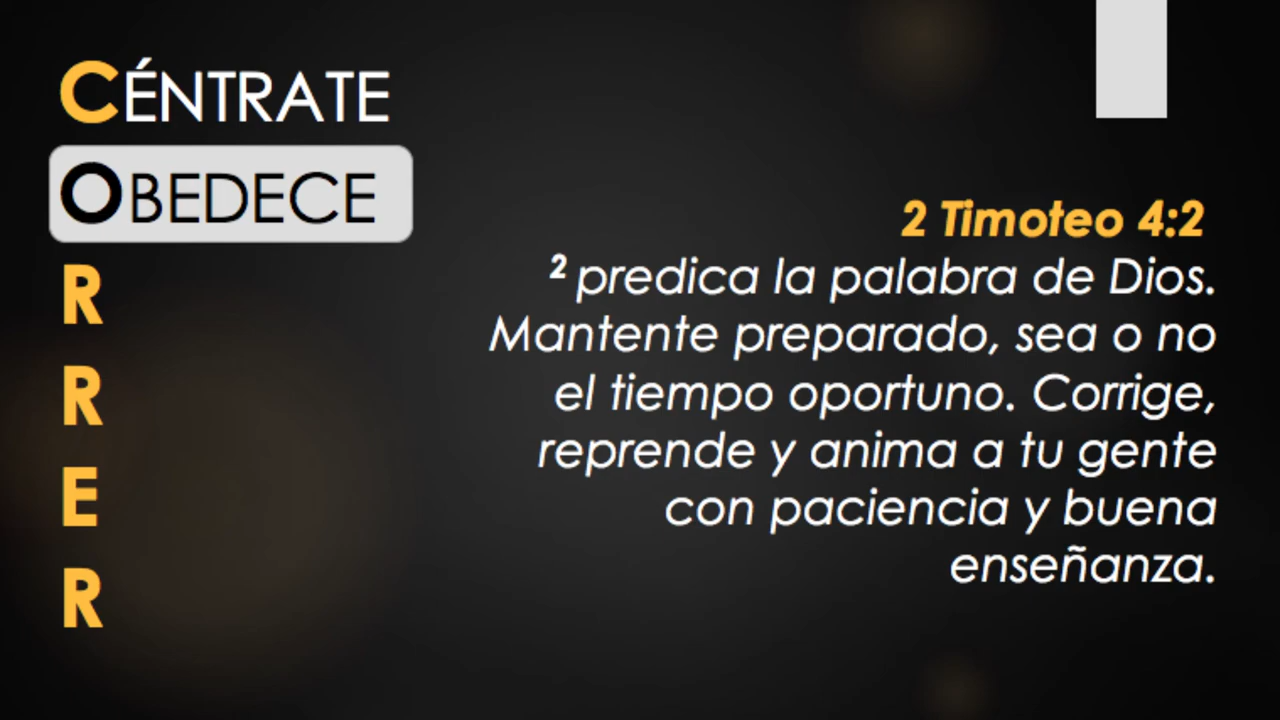 CÉNTRATE
OBEDECE
R
R
E
R
2 Timoteo 4:2
² predica la palabra de Dios.
Mantente preparado, sea o no
el tiempo oportuno. Corrige,
reprende y anima a tu gente
con paciencia y buena
enseñanza.